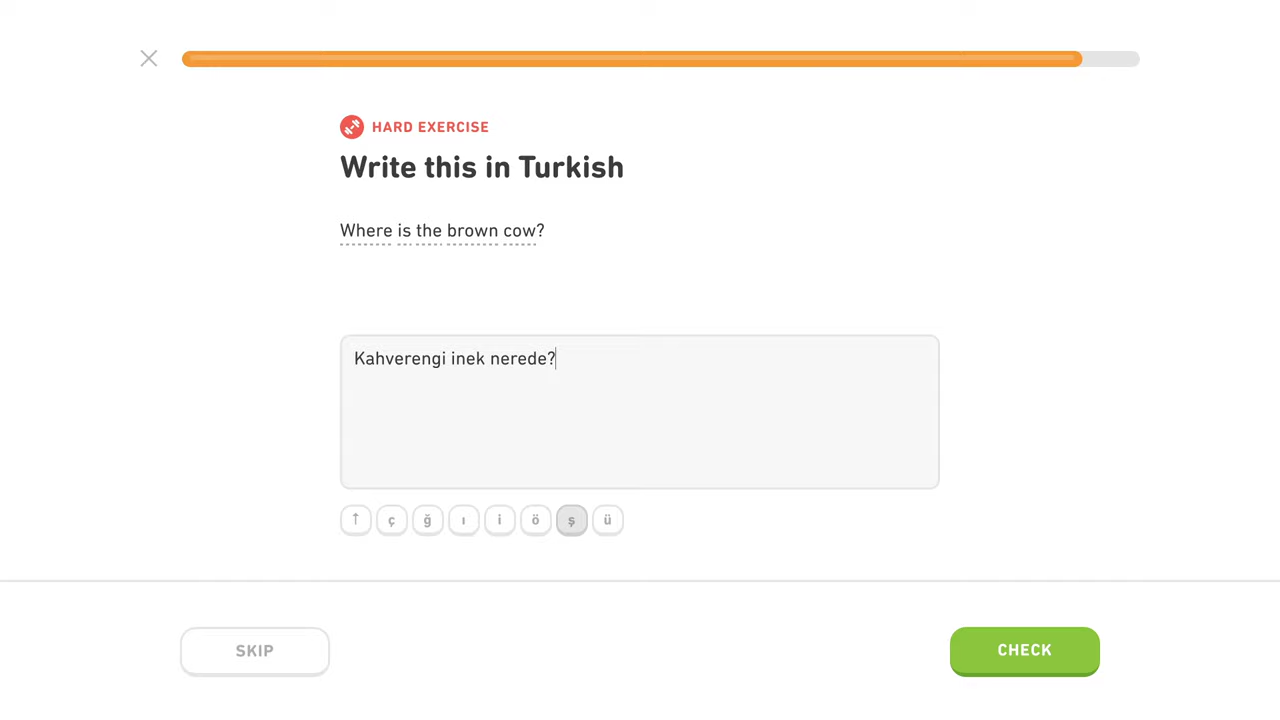 HARD EXERCISE
Write this in Turkish
Where is the brown cow?
Kahverengi inek nerede?
↑ ç ğ ı i ö ş ü
SKIP
CHECK